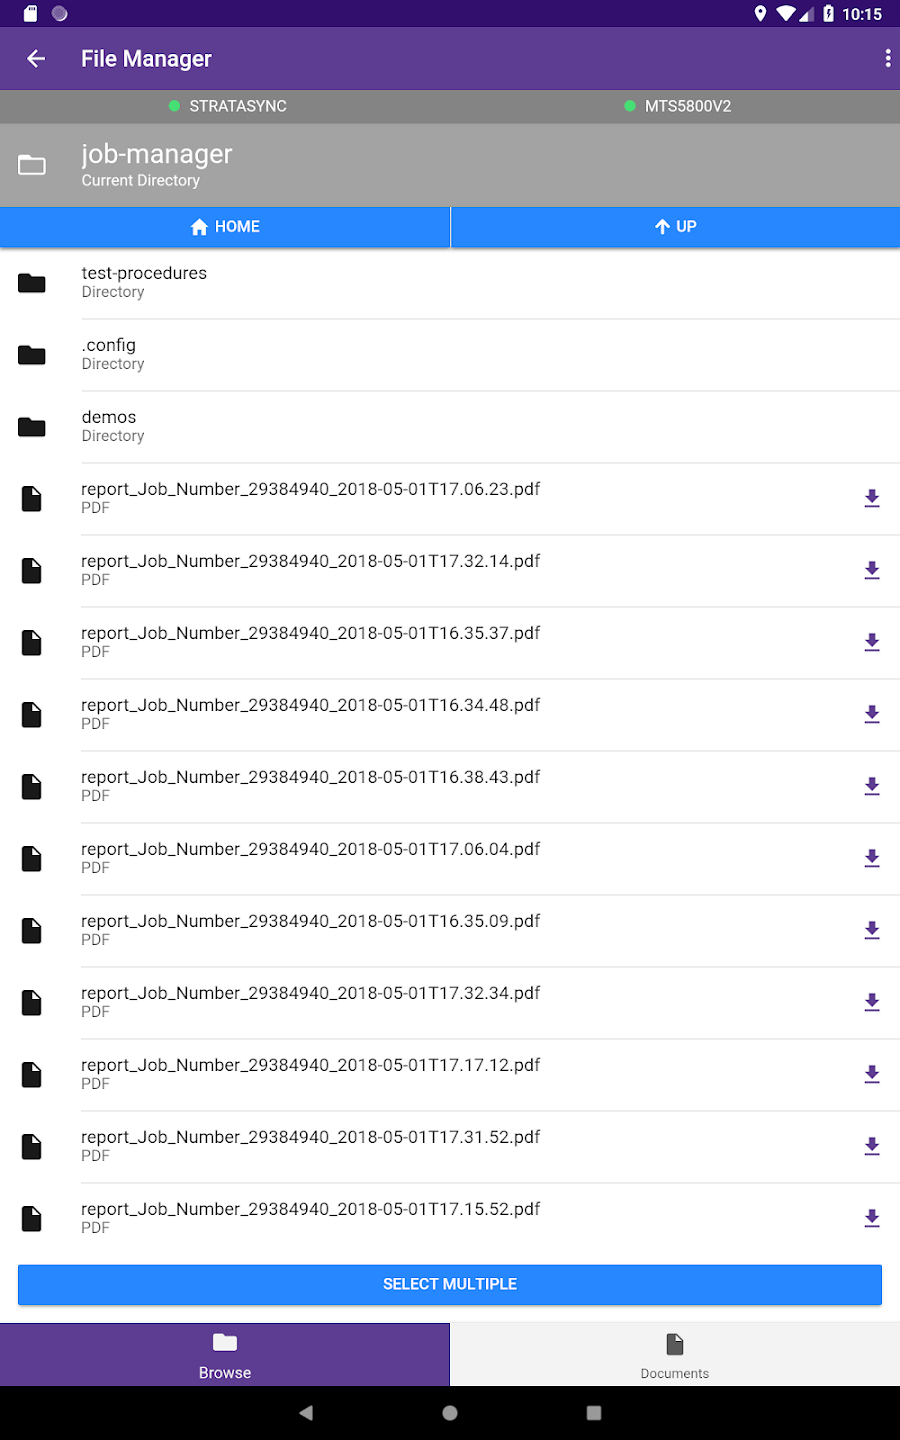 10:15
File Manager
STRATASYNC
MTS5800V2
job-manager
Current Directory
HOME
UP
test-procedures
Directory
.config
Directory
demos
Directory
report_Job_Number_29384940_2018-05-01T17.06.23.pdf
PDF
report_Job_Number_29384940_2018-05-01T17.32.14.pdf
PDF
report_Job_Number_29384940_2018-05-01T16.35.37.pdf
PDF
report_Job_Number_29384940_2018-05-01T16.34.48.pdf
PDF
report_Job_Number_29384940_2018-05-01T16.38.43.pdf
PDF
report_Job_Number_29384940_2018-05-01T17.06.04.pdf
PDF
report_Job_Number_29384940_2018-05-01T16.35.09.pdf
PDF
report_Job_Number_29384940_2018-05-01T17.32.34.pdf
PDF
report_Job_Number_29384940_2018-05-01T17.17.12.pdf
PDF
report_Job_Number_29384940_2018-05-01T17.31.52.pdf
PDF
report_Job_Number_29384940_2018-05-01T17.15.52.pdf
PDF
SELECT MULTIPLE
Browse
Documents